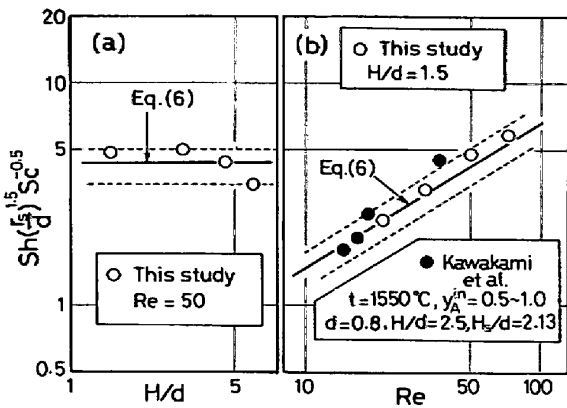 20
10
5
1
0.5
Sh(rs/d)^1.5 Sc^-0.5
(a)
Eq.(6)
○ This study
Re = 50
1
5
H/d
(b)
○ This study
H/d=1.5
Eq.(6)
● Kawakami
et al.
t=1550°C, y_A^in=0.5~1.0
d=0.8, H/d=2.5, Hs/d=2.13
10
50
100
Re